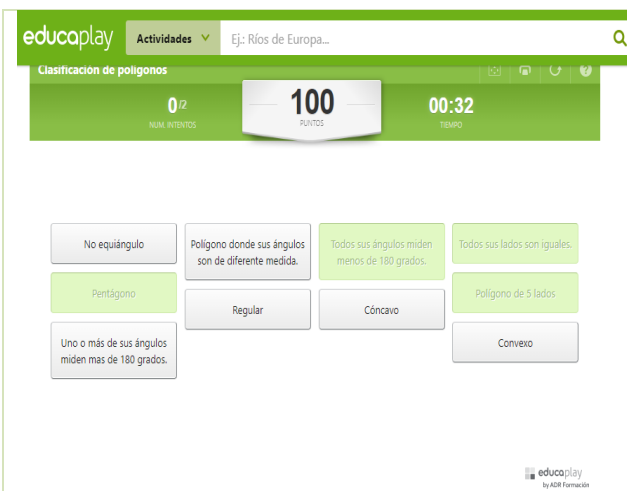 educaplay
Actividades
Ej.: Ríos de Europa...
Clasificación de polígonos
0/2
NUM. INTENTOS
100
PUNTOS
00:32
TIEMPO
No equiángulo
Polígono donde sus ángulos
son de diferente medida.
Todos sus ángulos miden
menos de 180 grados.
Todos sus lados son iguales.
Pentágono
Regular
Cóncavo
Polígono de 5 lados
Uno o más de sus ángulos
miden mas de 180 grados.
Convexo
educaplay
by ADR Formación